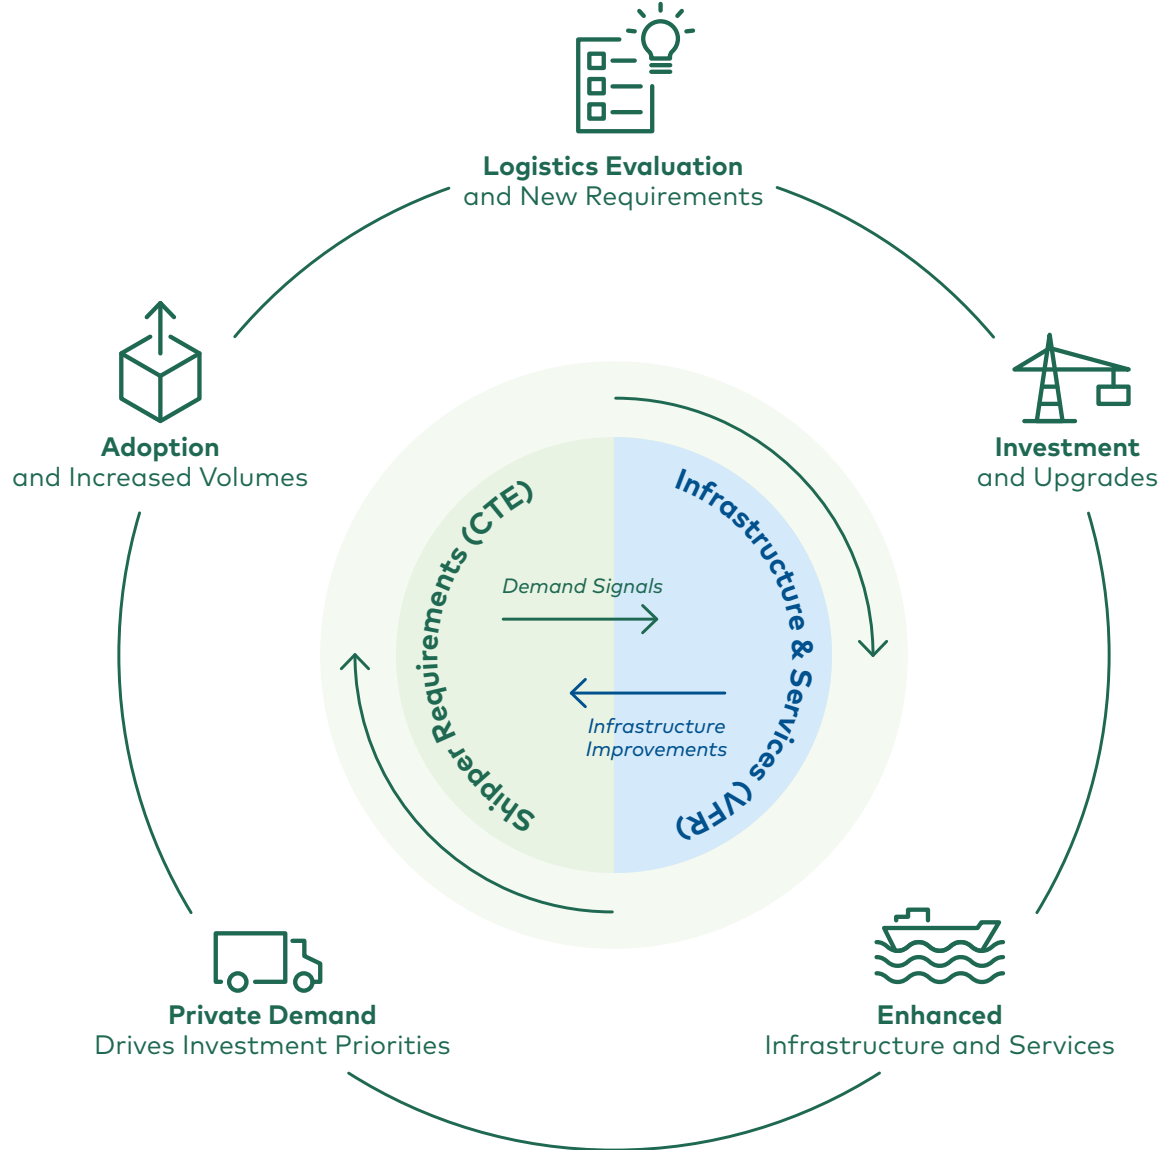 Logistics Evaluation
and New Requirements
Adoption
and Increased Volumes
Investment
and Upgrades
Shipper Requirements (CTE)
Infrastructure & Services (VFR)
Demand Signals
Infrastructure
Improvements
Private Demand
Drives Investment Priorities
Enhanced
Infrastructure and Services